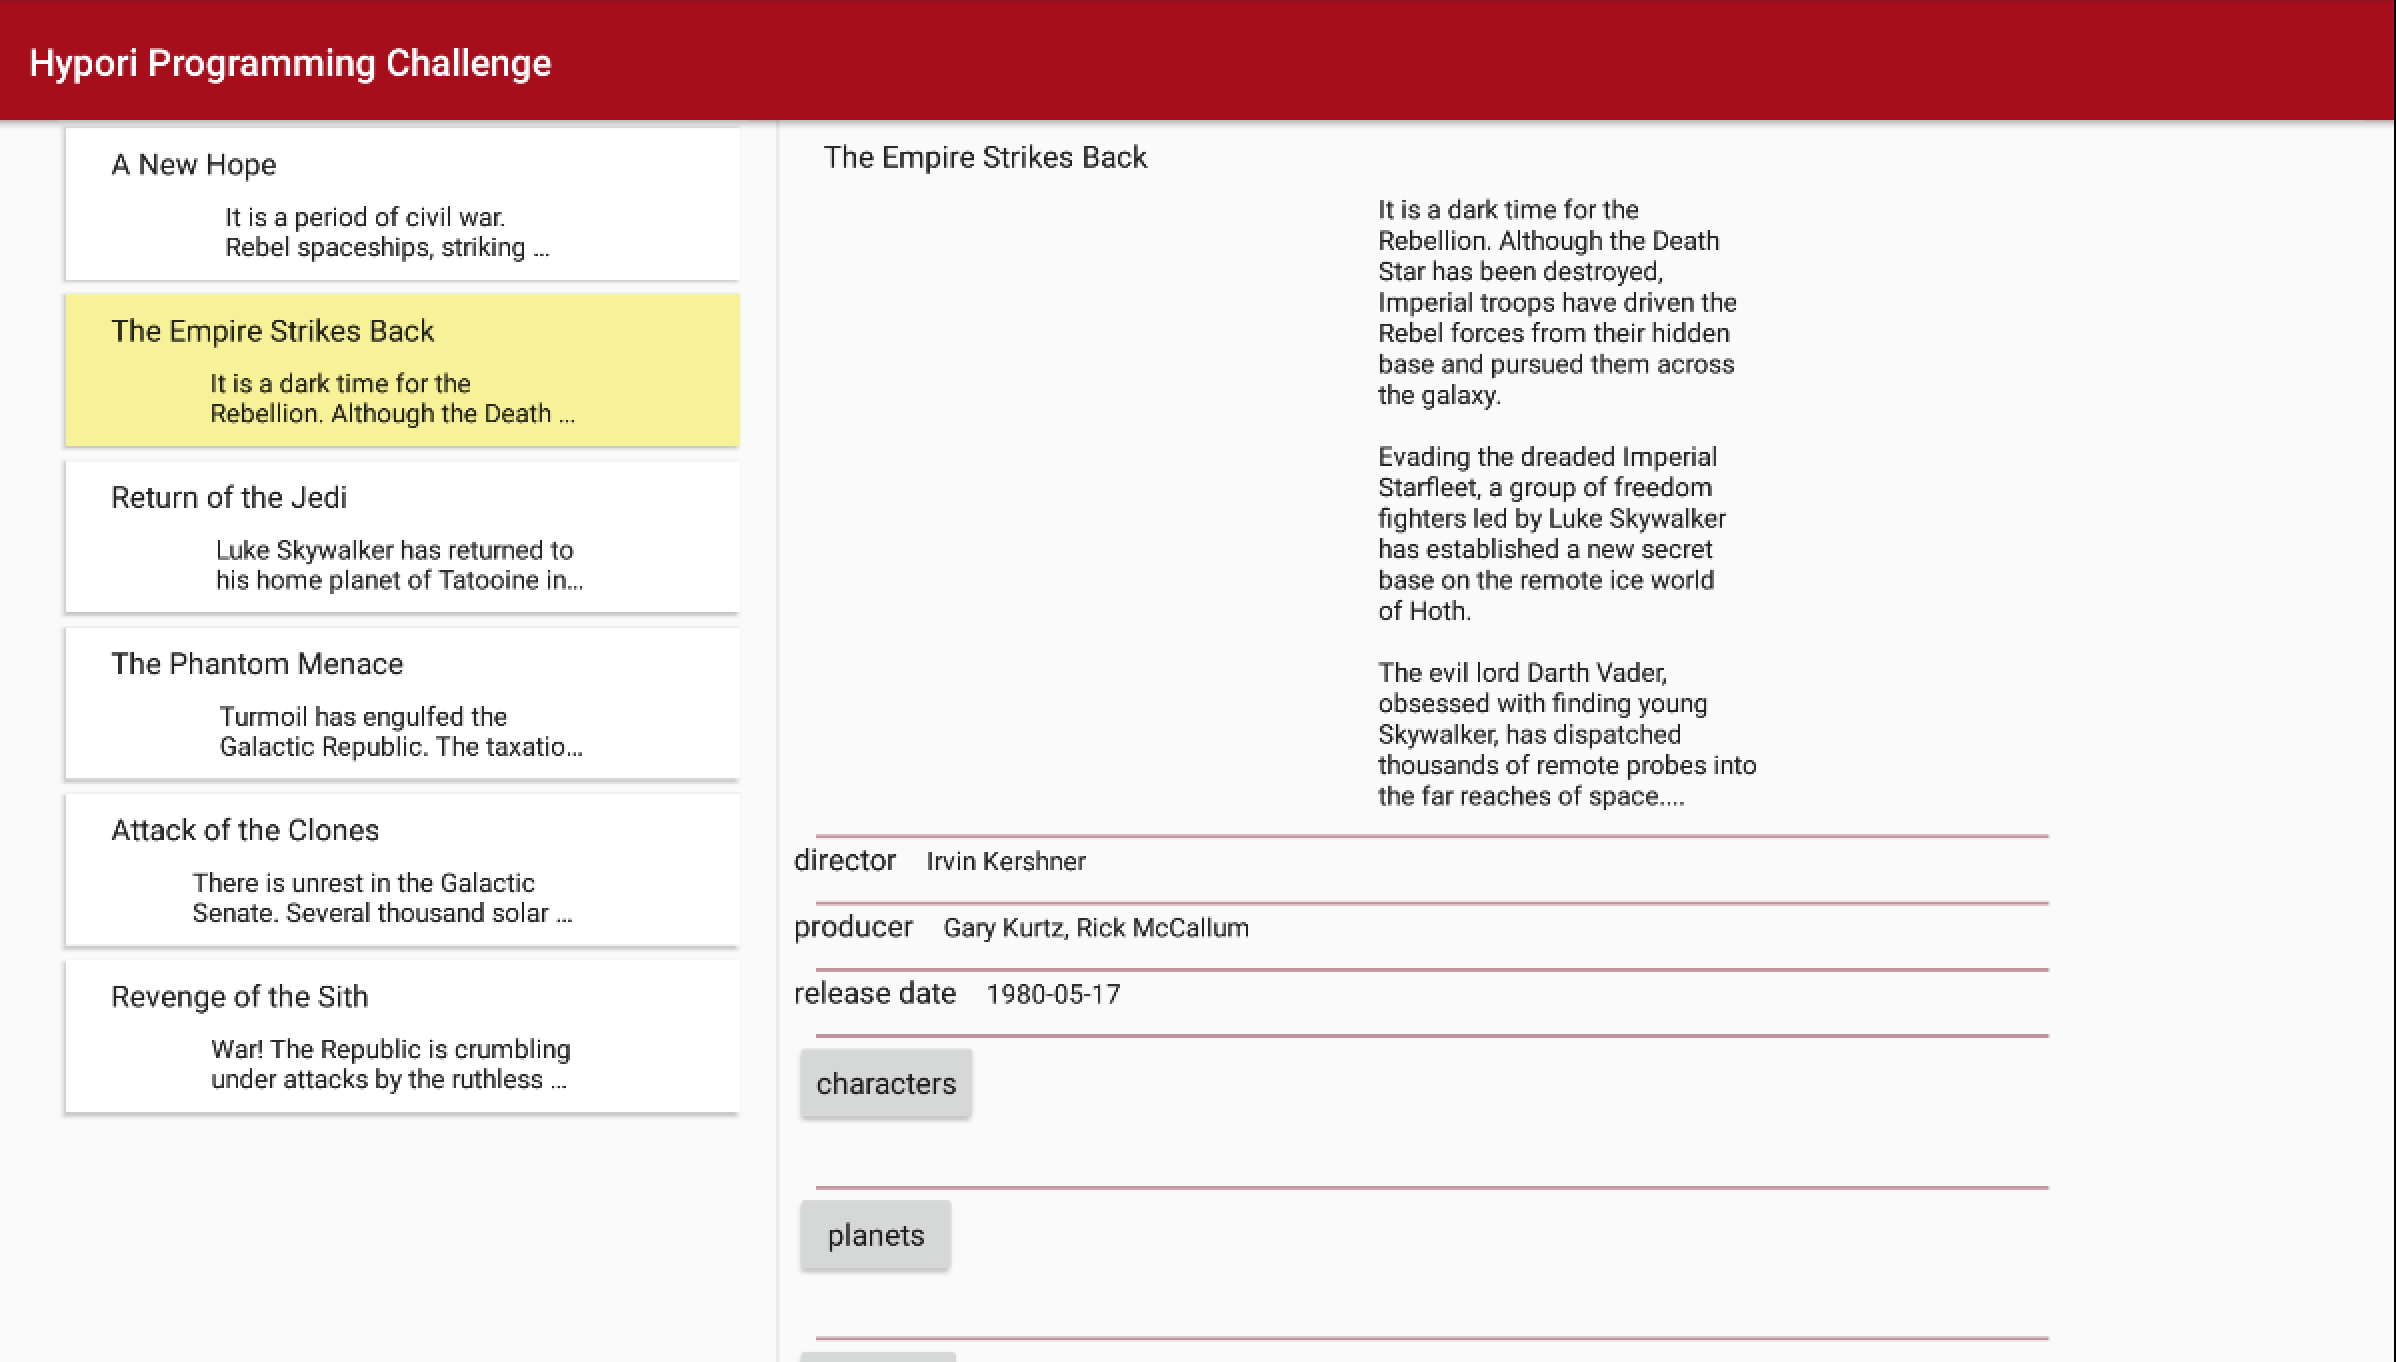 Hypori Programming Challenge
A New Hope
It is a period of civil war.
Rebel spaceships, striking ...
The Empire Strikes Back
It is a dark time for the
Rebellion. Although the Death ...
Return of the Jedi
Luke Skywalker has returned to
his home planet of Tatooine in...
The Phantom Menace
Turmoil has engulfed the
Galactic Republic. The taxatio...
Attack of the Clones
There is unrest in the Galactic
Senate. Several thousand solar ...
Revenge of the Sith
War! The Republic is crumbling
under attacks by the ruthless ...
The Empire Strikes Back
It is a dark time for the
Rebellion. Although the Death
Star has been destroyed,
Imperial troops have driven the
Rebel forces from their hidden
base and pursued them across
the galaxy.
Evading the dreaded Imperial
Starfleet, a group of freedom
fighters led by Luke Skywalker
has established a new secret
base on the remote ice world
of Hoth.
The evil lord Darth Vader,
obsessed with finding young
Skywalker, has dispatched
thousands of remote probes into
the far reaches of space....
director Irvin Kershner
producer Gary Kurtz, Rick McCallum
release date 1980-05-17
characters
planets